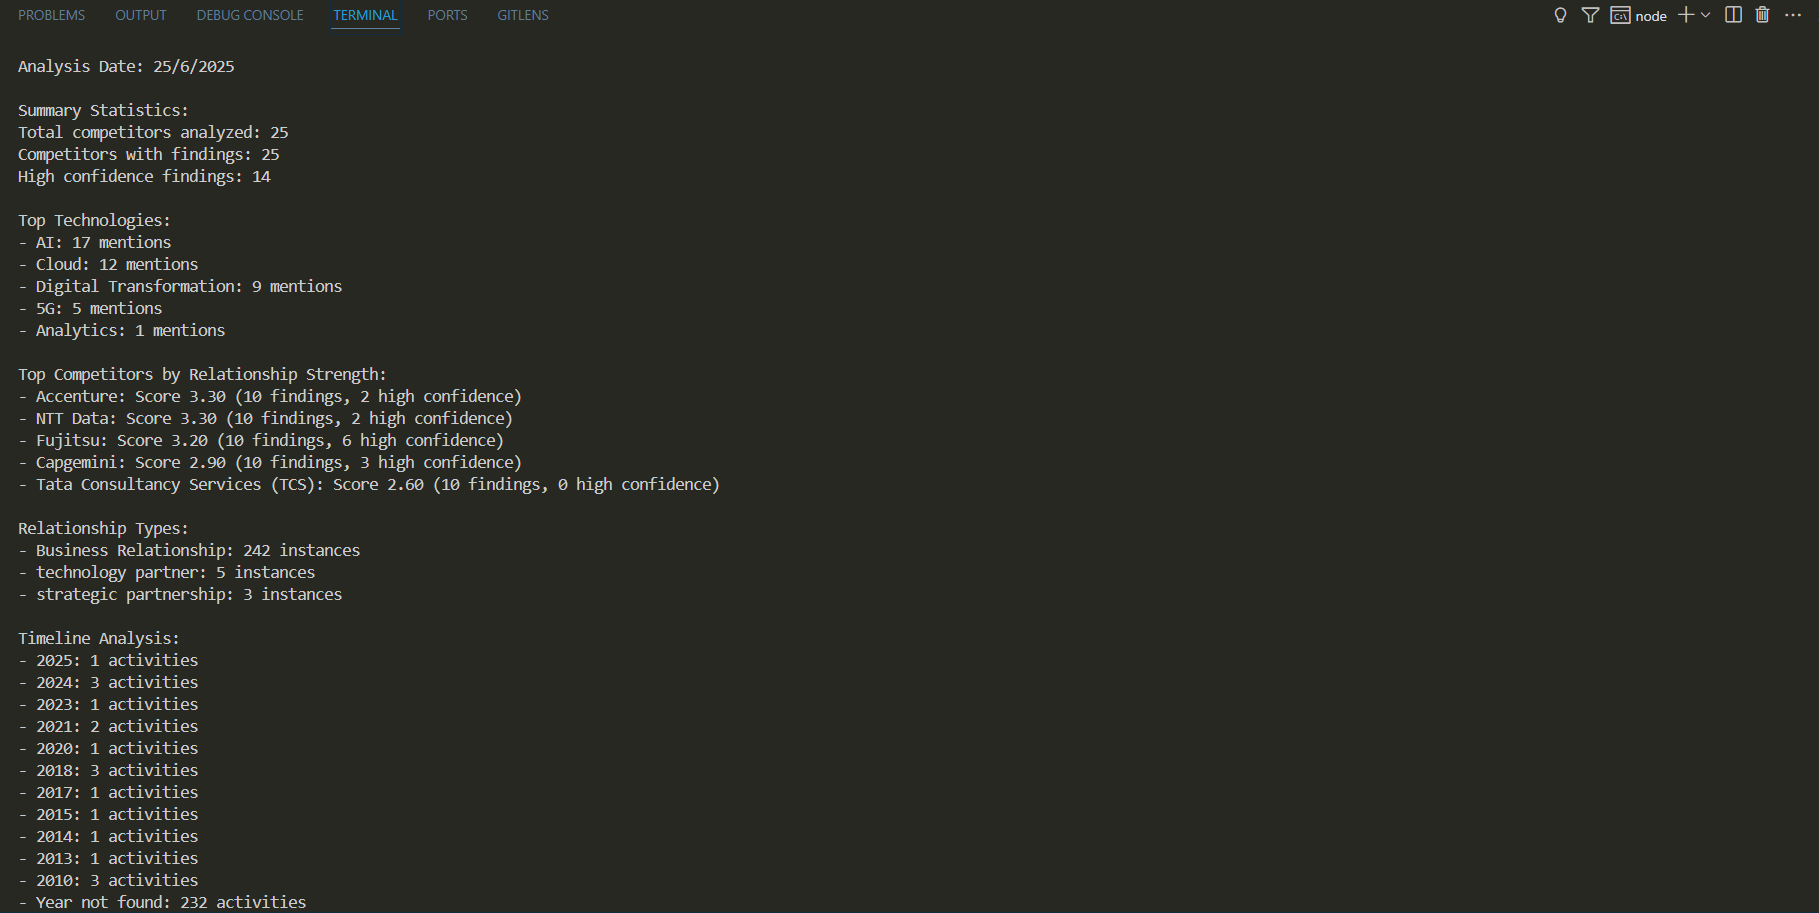 PROBLEMS OUTPUT DEBUG CONSOLE TERMINAL PORTS GITLENS node
Analysis Date: 25/6/2025
Summary Statistics:
Total competitors analyzed: 25
Competitors with findings: 25
High confidence findings: 14
Top Technologies:
- AI: 17 mentions
- Cloud: 12 mentions
- Digital Transformation: 9 mentions
- 5G: 5 mentions
- Analytics: 1 mentions
Top Competitors by Relationship Strength:
- Accenture: Score 3.30 (10 findings, 2 high confidence)
- NTT Data: Score 3.30 (10 findings, 2 high confidence)
- Fujitsu: Score 3.20 (10 findings, 6 high confidence)
- Capgemini: Score 2.90 (10 findings, 3 high confidence)
- Tata Consultancy Services (TCS): Score 2.60 (10 findings, 0 high confidence)
Relationship Types:
- Business Relationship: 242 instances
- technology partner: 5 instances
- strategic partnership: 3 instances
Timeline Analysis:
- 2025: 1 activities
- 2024: 3 activities
- 2023: 1 activities
- 2021: 2 activities
- 2020: 1 activities
- 2018: 3 activities
- 2017: 1 activities
- 2015: 1 activities
- 2014: 1 activities
- 2013: 1 activities
- 2010: 3 activities
- Year not found: 232 activities